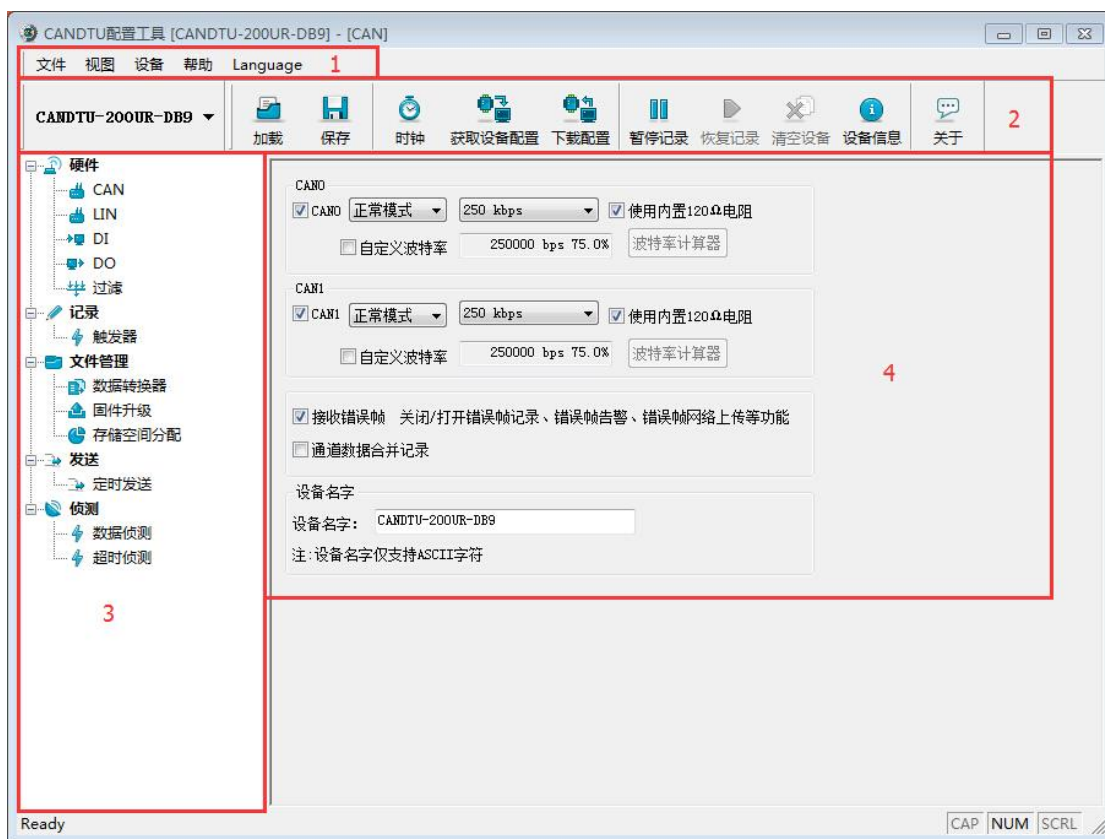 CANDTU配置工具 [CANDTU-200UR-DB9] - [CAN]
文件 视图 设备 帮助 Language 1
CANDTU-200UR-DB9
加载 保存 时钟 获取设备配置 下载配置 暂停记录 恢复记录 清空设备 设备信息 关于 2
硬件
CAN
LIN
DI
DO
过滤
记录
触发器
文件管理
数据转换器
固件升级
存储空间分配
发送
定时发送
侦测
数据侦测
超时侦测
3
CAN0
CAN0 正常模式 250 kbps 使用内置120Ω电阻
自定义波特率 250000 bps 75.0% 波特率计算器
CAN1
CAN1 正常模式 250 kbps 使用内置120Ω电阻
自定义波特率 250000 bps 75.0% 波特率计算器
4
接收错误帧 关闭/打开错误帧记录、错误帧告警、错误帧网络上传等功能
通道数据合并记录
设备名字
设备名字: CANDTU-200UR-DB9
注:设备名字仅支持ASCII字符
Ready CAP NUM SCRL